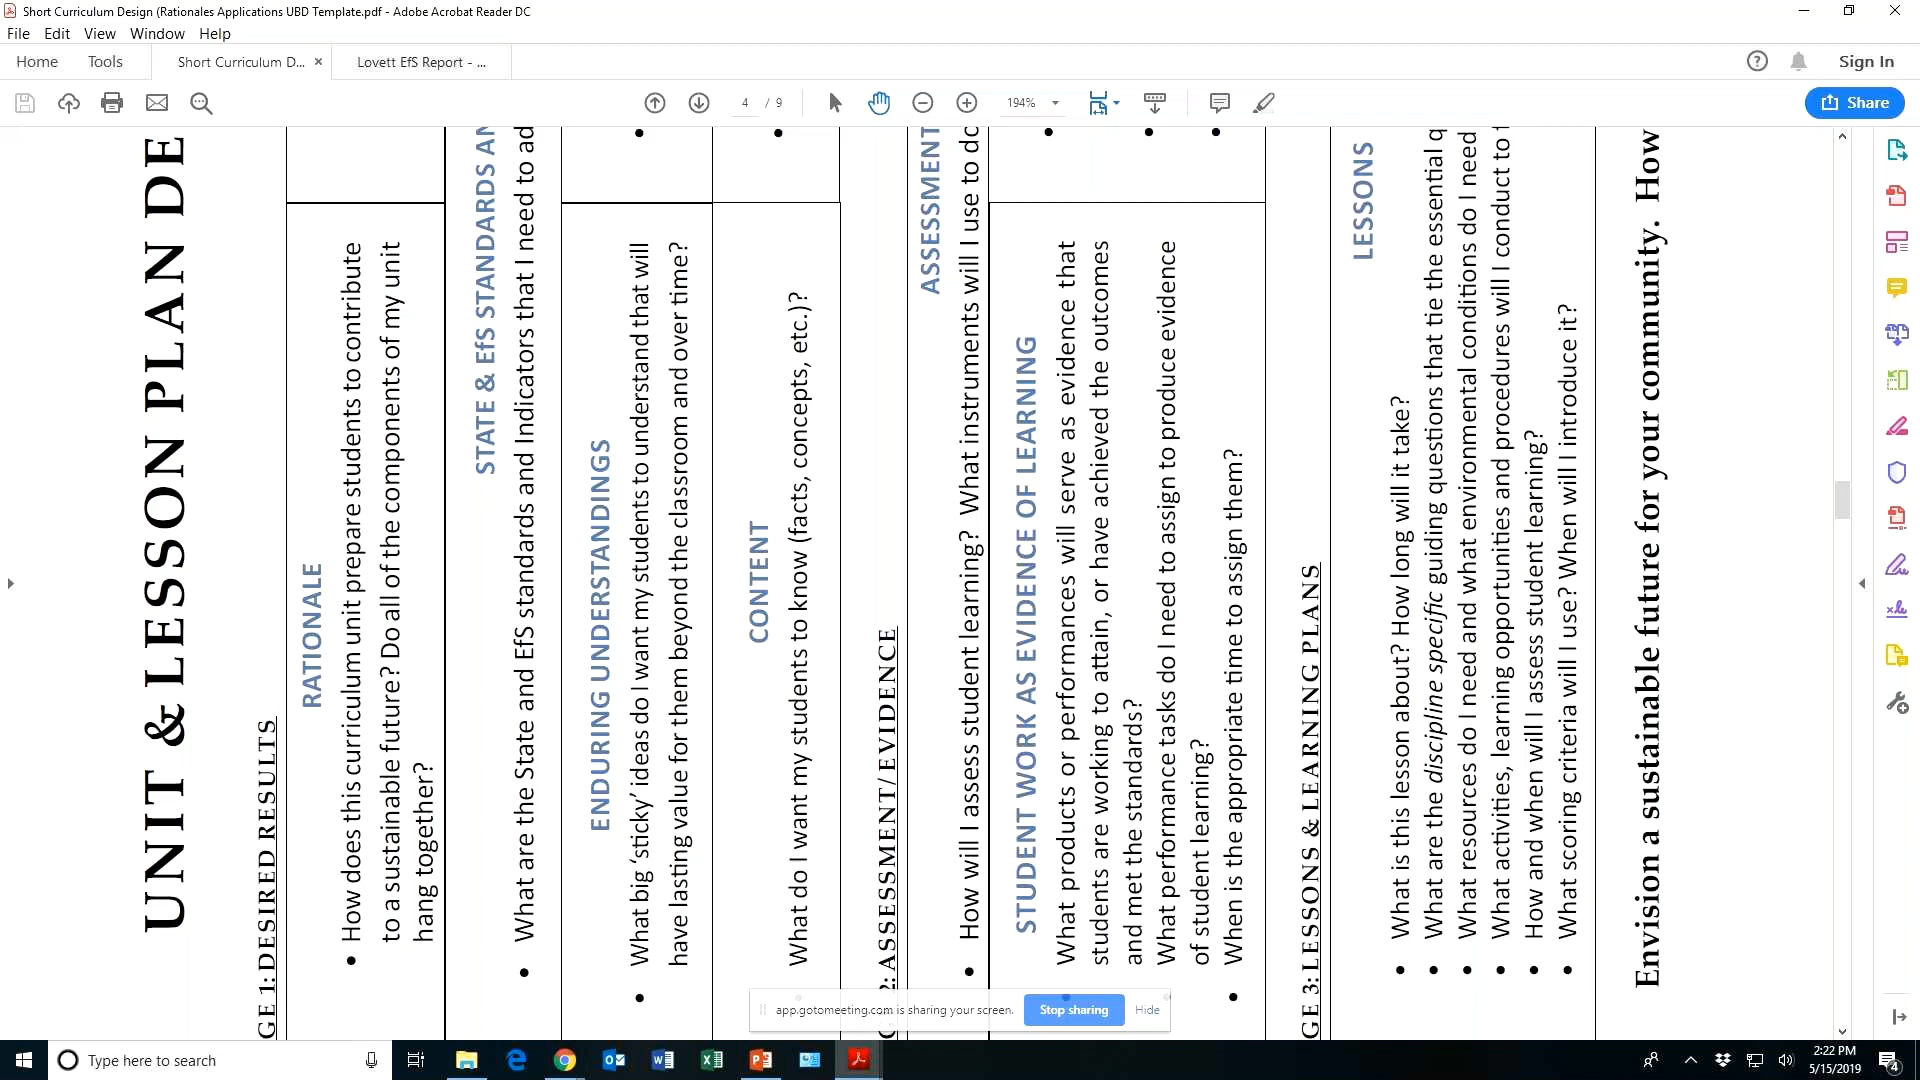 Short Curriculum Design (Rationales Applications UBD Template.pdf - Adobe Acrobat Reader DC
File Edit View Window Help
Home Tools Short Curriculum D... × Lovett EfS Report - ... Sign In
4 / 9 194% Share
UNIT & LESSON PLAN DE
GE 1: DESIRED RESULTS
RATIONALE
• How does this curriculum unit prepare students to contribute
to a sustainable future? Do all of the components of my unit
hang together?
STATE & EfS STANDARDS AN
• What are the State and EfS standards and Indicators that I need to ad
ENDURING UNDERSTANDINGS
• What big ‘sticky’ ideas do I want my students to understand that will
have lasting value for them beyond the classroom and over time?
CONTENT
What do I want my students to know (facts, concepts, etc.)?
2: ASSESSMENT/EVIDENCE
ASSESSMENT
• How will I assess student learning? What instruments will I use to do
STUDENT WORK AS EVIDENCE OF LEARNING
What products or performances will serve as evidence that
students are working to attain, or have achieved the outcomes
and met the standards?
What performance tasks do I need to assign to produce evidence
of student learning?
• When is the appropriate time to assign them?
GE 3: LESSONS & LEARNING PLANS
LESSONS
• What is this lesson about? How long will it take?
• What are the discipline specific guiding questions that tie the essential q
• What resources do I need and what environmental conditions do I need
• What activities, learning opportunities and procedures will I conduct to
• How and when will I assess student learning?
• What scoring criteria will I use? When will I introduce it?
Envision a sustainable future for your community. How
app.gotomeeting.com is sharing your screen. Stop sharing Hide
Type here to search
2:22 PM
5/15/2019
4